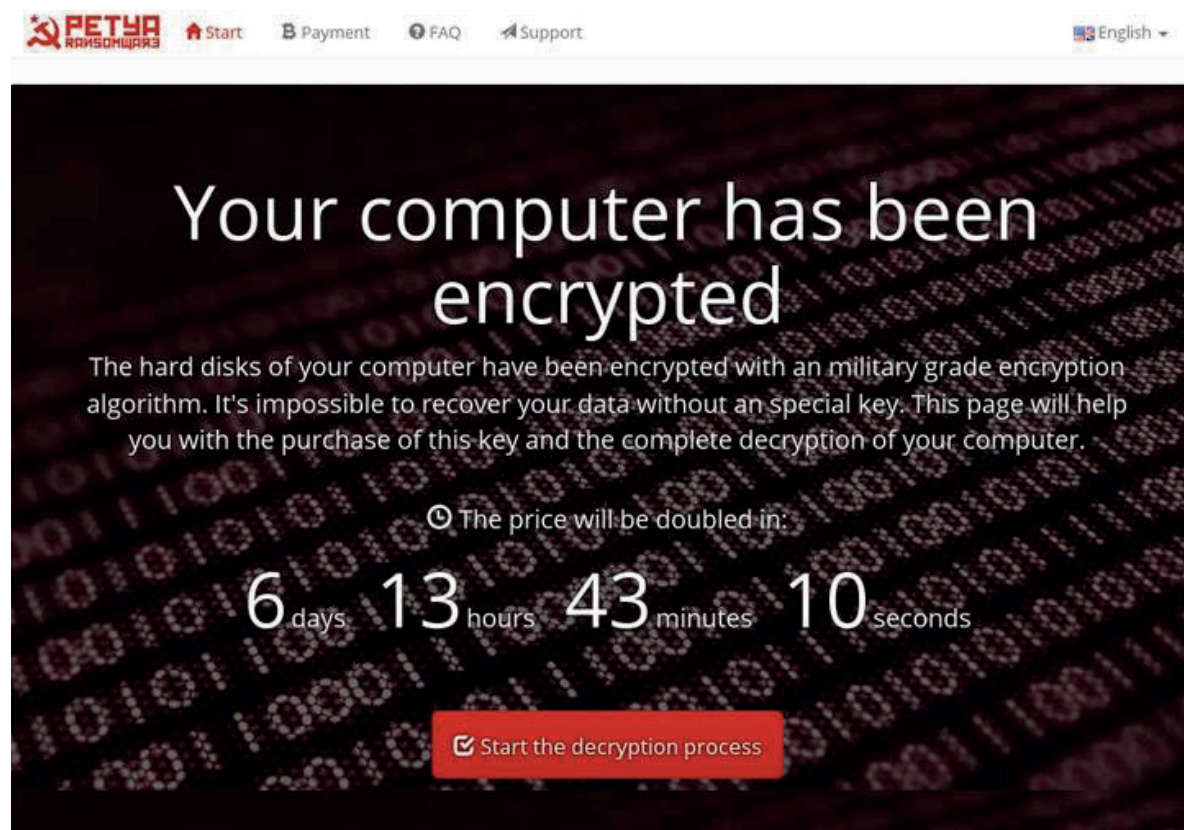 PETYA
RANSOMWAR3
Start Payment FAQ Support English
Your computer has been
encrypted
The hard disks of your computer have been encrypted with an military grade encryption
algorithm. It's impossible to recover your data without an special key. This page will help
you with the purchase of this key and the complete decryption of your computer.
The price will be doubled in:
6 days 13 hours 43 minutes 10 seconds
Start the decryption process